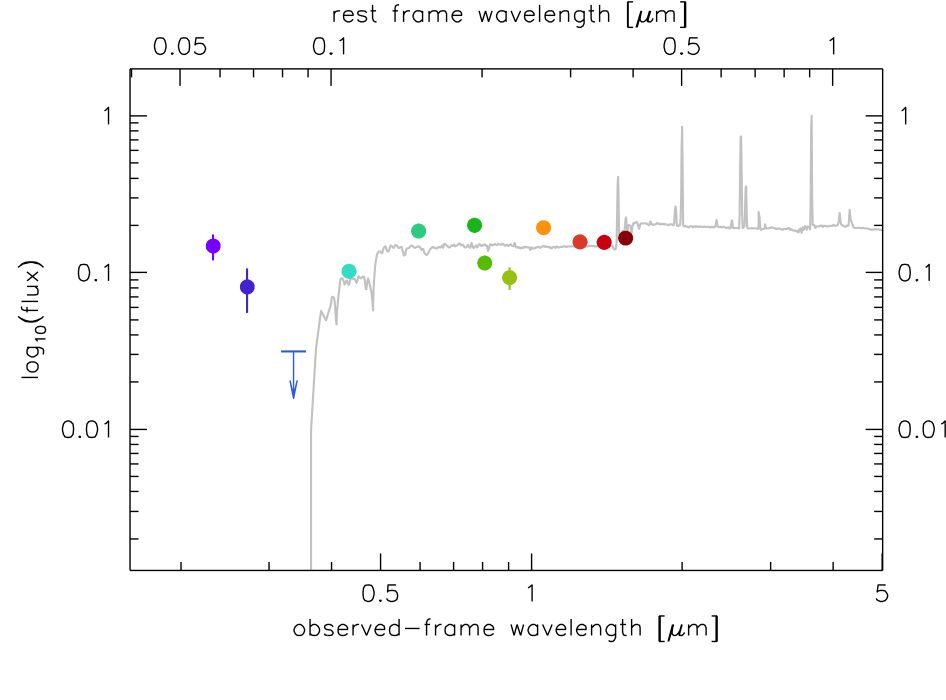 rest frame wavelength [μm]
0.05 0.1 0.5 1
1 1
0.1 0.1
0.01 0.01
log₁₀(flux)
0.5 1 5
observed-frame wavelength [μm]